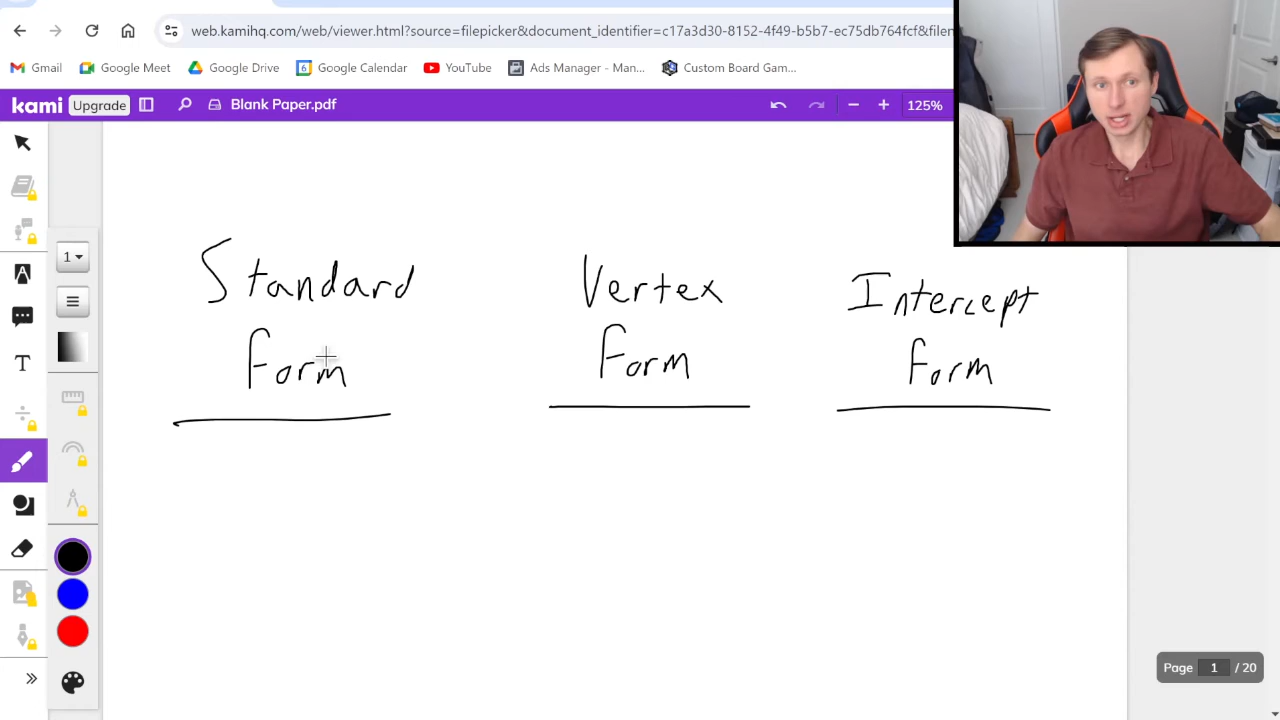 web.kamihq.com/web/viewer.html?source=filepicker&document_identifier=c17a3d30-8152-4f49-b5b7-ec75db764fcf&filen
Gmail Google Meet Google Drive 6 Google Calendar YouTube Ads Manager - Man... Custom Board Gam...
kami Upgrade Blank Paper.pdf 125%
1
T
Standard Vertex Intercept
Form Form Form
Page 1 / 20